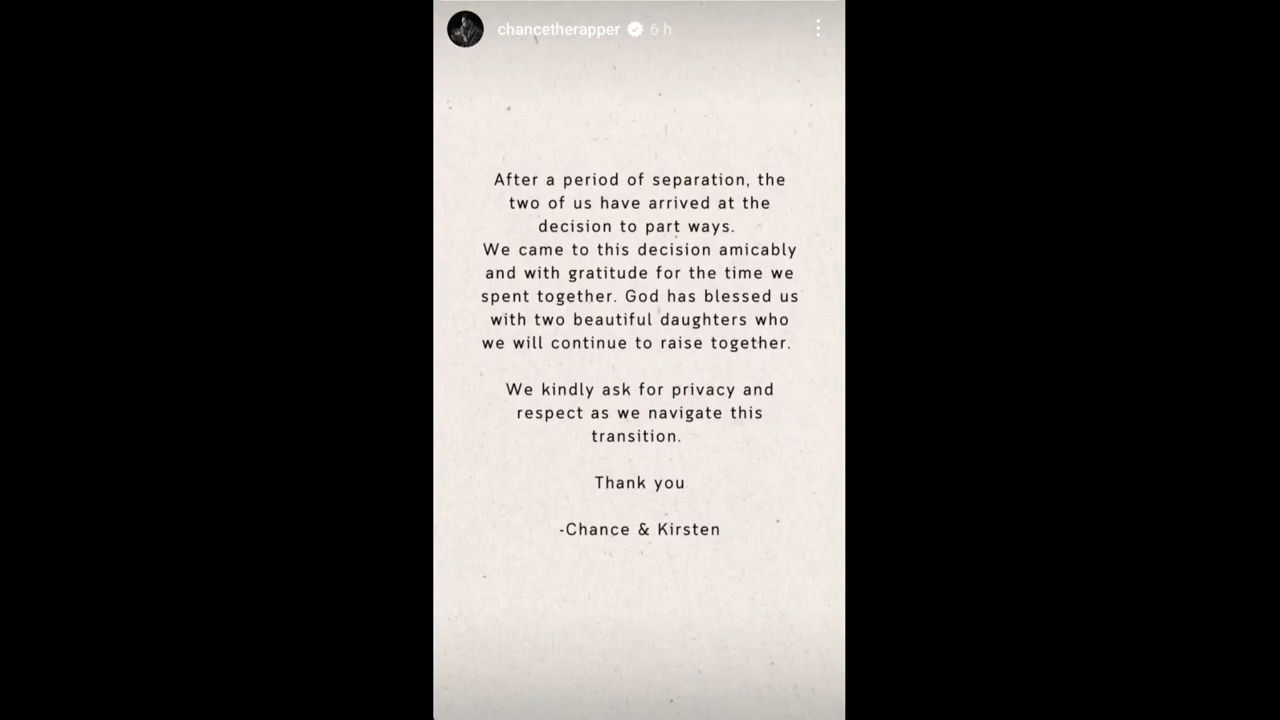 chancetherapper 6 h
After a period of separation, the
two of us have arrived at the
decision to part ways.
We came to this decision amicably
and with gratitude for the time we
spent together. God has blessed us
with two beautiful daughters who
we will continue to raise together.
We kindly ask for privacy and
respect as we navigate this
transition.
Thank you
-Chance & Kirsten